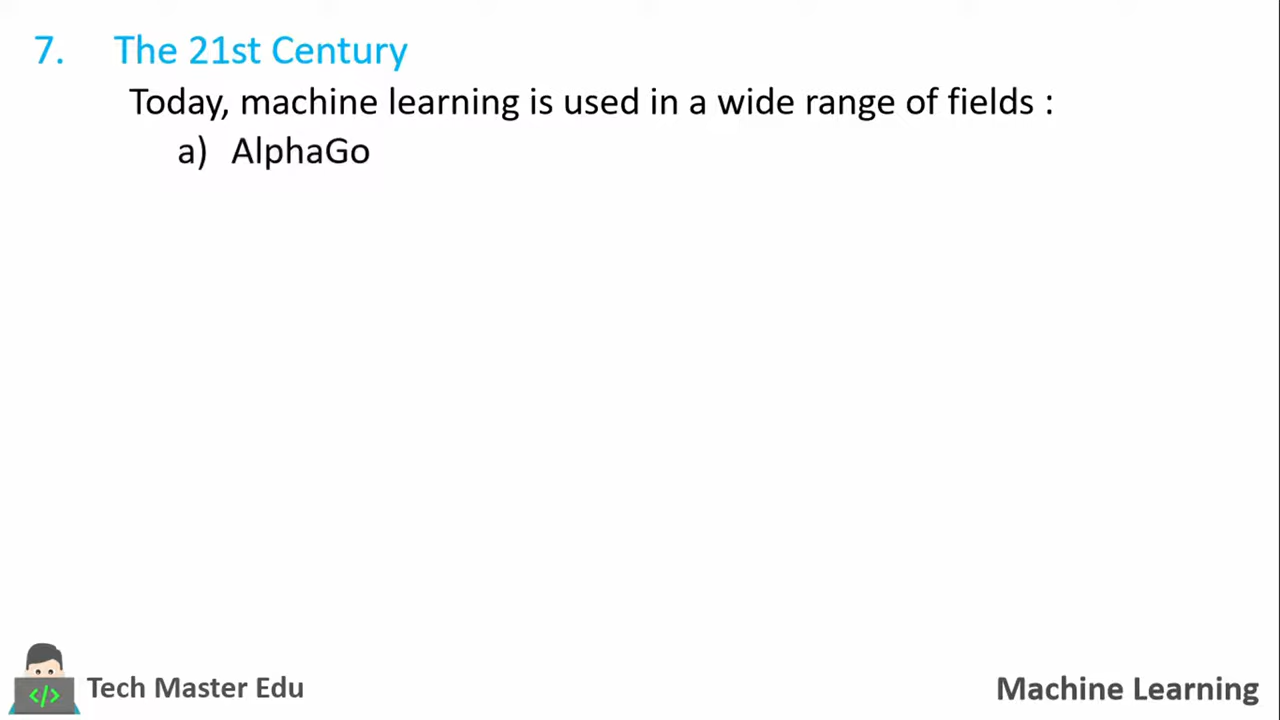 7. The 21st Century
Today, machine learning is used in a wide range of fields :
a) AlphaGo
</>
Tech Master Edu
Machine Learning